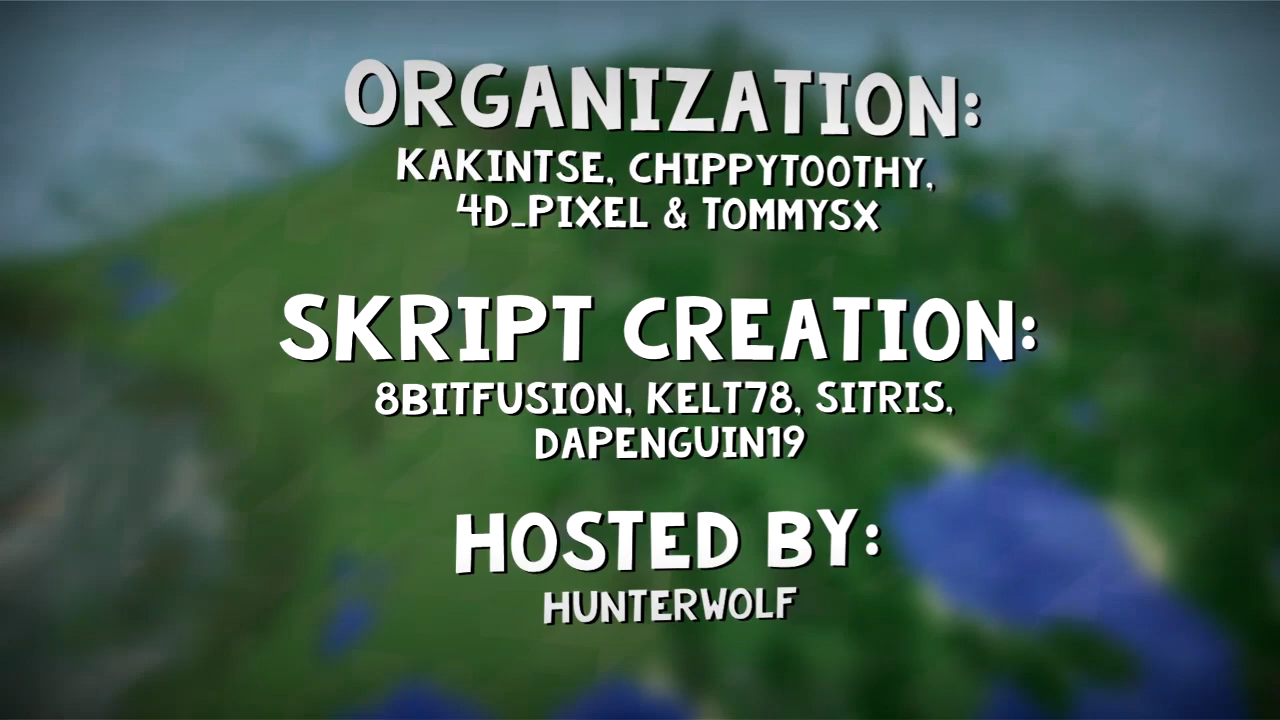 ORGANIZATION:
KAKINTSE, CHIPPYTOOTHY,
4D_PIXEL & TOMMYSX
SKRIPT CREATION:
8BITFUSION, KELT78, SITRIS,
DAPENGUIN19
HOSTED BY:
HUNTERWOLF